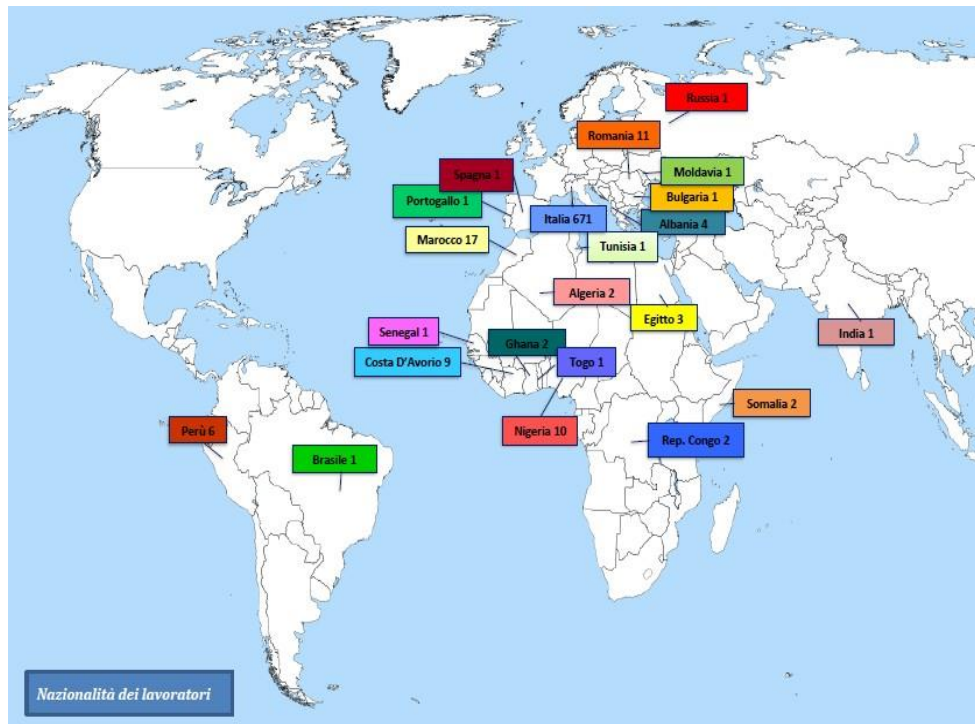 Russia 1
Romania 11
Spagna 1
Moldavia 1
Portogallo 1
Bulgaria 1
Italia 671
Albania 4
Marocco 17
Tunisia 1
Algeria 2
Egitto 3
Senegal 1
India 1
Ghana 2
Costa D'Avorio 9
Togo 1
Somalia 2
Perù 6
Nigeria 10
Rep. Congo 2
Brasile 1
Nazionalità dei lavoratori